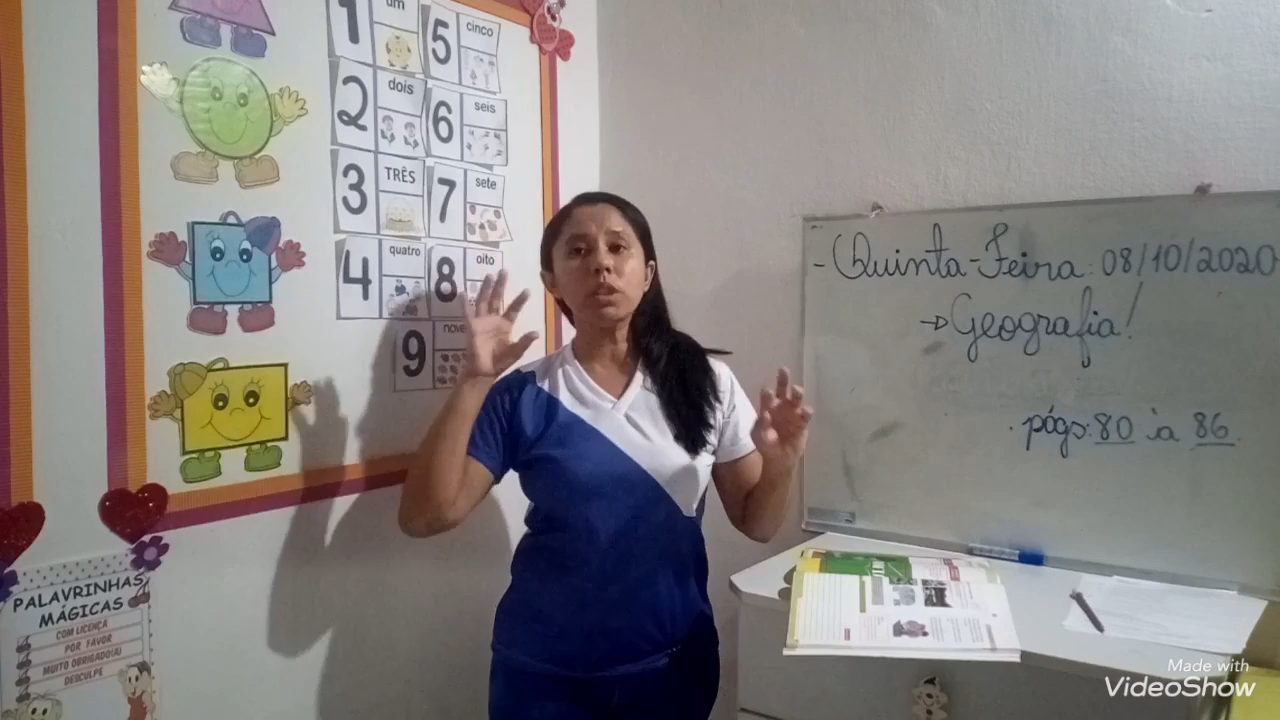 1 um
2 dois
3 TRÊS
4 quatro
5 cinco
6 seis
7 sete
8 oito
9 nove
PALAVRINHAS
MÁGICAS
COM LICENÇA
POR FAVOR
MUITO OBRIGADO(A)
DESCULPE
- Quinta-Feira: 08/10/2020
→ Geografia!
. págs: 80 à 86.
Made with
VideoShow